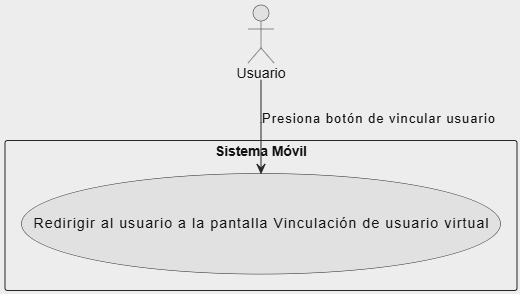 Usuario
Presiona botón de vincular usuario
Sistema Móvil
Redirigir al usuario a la pantalla Vinculación de usuario virtual